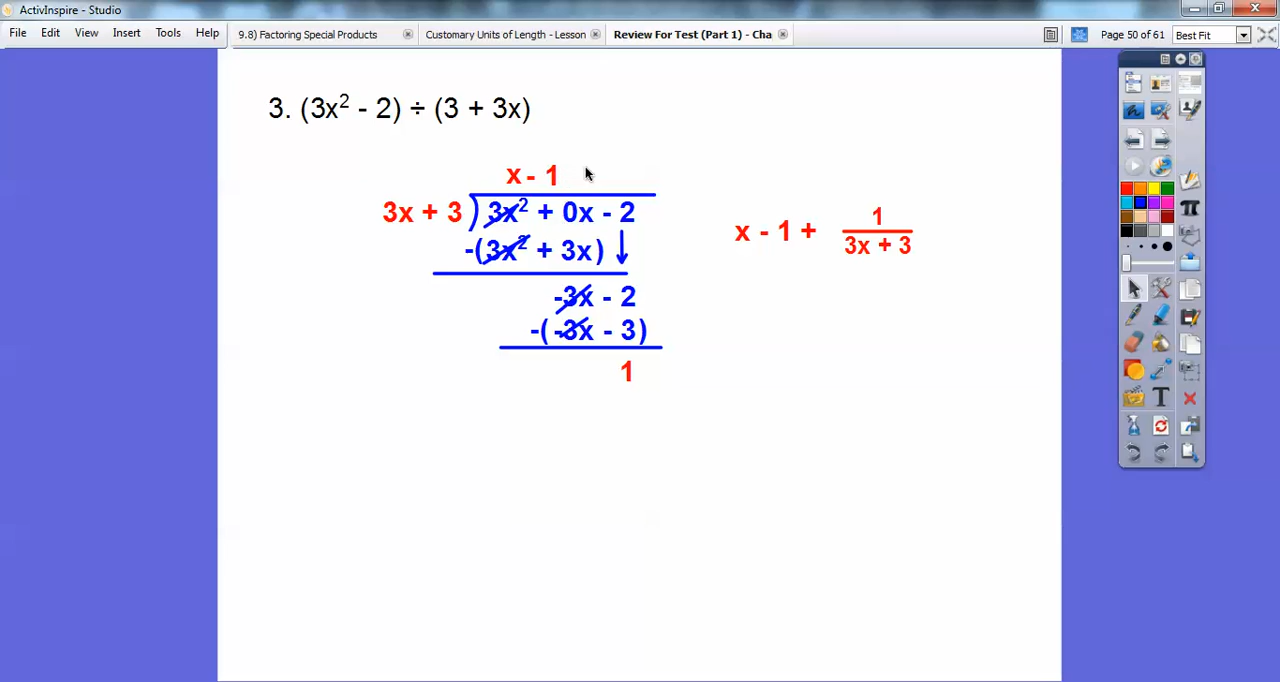 ActivInspire - Studio
File Edit View Insert Tools Help
9.8) Factoring Special Products
Customary Units of Length - Lesson
Review For Test (Part 1) - Cha
Page 50 of 61
Best Fit
3. (3x² - 2) ÷ (3 + 3x)
x - 1
3x + 3 ) 3x² + 0x - 2
-(3x² + 3x)
-3x - 2
-(-3x - 3)
1
x - 1 + 1
3x + 3